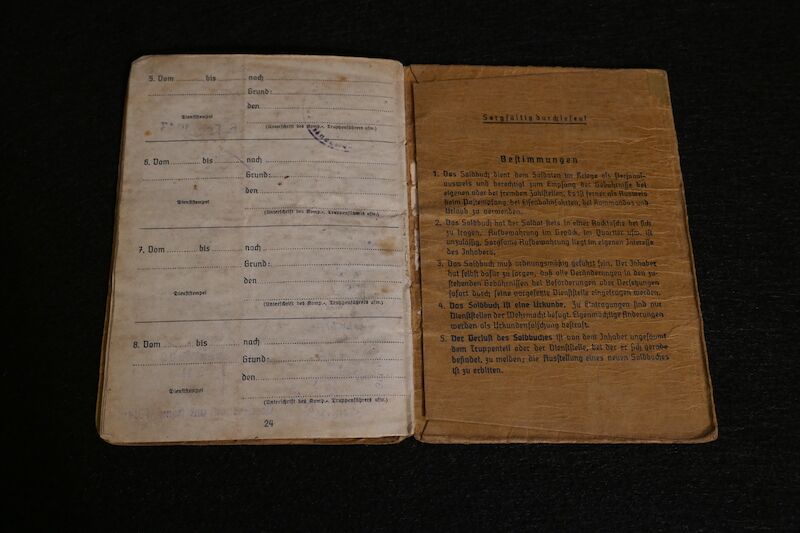 5. Vom .......... bis .......... nach ..........
Grund: ..........
den ..........
Dienststempel
(Unterschrift des Komp.-, Truppenführers usw.)
6. Vom .......... bis .......... nach ..........
Grund: ..........
den ..........
Dienststempel
(Unterschrift des Komp.-, Truppenführers usw.)
7. Vom .......... bis .......... nach ..........
Grund: ..........
den ..........
Dienststempel
(Unterschrift des Komp.-, Truppenführers usw.)
8. Vom .......... bis .......... nach ..........
Grund: ..........
den ..........
Dienststempel
(Unterschrift des Komp.-, Truppenführers usw.)
24
Sorgfältig durchlesen!
Bestimmungen
1. Das Soldbuch dient dem Soldaten im Kriege als Personal-
ausweis und berechtigt zum Empfang der Gebührnisse bei
eigenen oder bei fremden Zahlstellen. Es ist ferner als Ausweis
beim Postempfang, bei Eisenbahnfahrten, bei Kommandos und
Urlaub zu verwenden.
2. Das Soldbuch hat der Soldat stets in einer Rocktasche bei sich
zu tragen. Aufbewahrung im Gepäck, im Quartier usw. ist
unzulässig. Sorgsame Aufbewahrung liegt im eigenen Interesse
des Inhabers.
3. Das Soldbuch muß ordnungsmäßig geführt sein. Der Inhaber
hat selbst dafür zu sorgen, daß alle Veränderungen in den zu-
stehenden Gebührnissen bei Beförderungen oder Versetzungen
sofort durch seine vorgesetzte Dienststelle eingetragen werden.
4. Das Soldbuch ist eine Urkunde. Zu Eintragungen sind nur
Dienststellen der Wehrmacht befugt. Eigenmächtige Änderungen
werden als Urkundenfälschung bestraft.
5. Der Verlust des Soldbuches ist von dem Inhaber ungesäumt
dem Truppenteil oder der Dienststelle, bei der er sich gerade
befindet, zu melden; die Ausstellung eines neuen Soldbuches
ist zu erbitten.